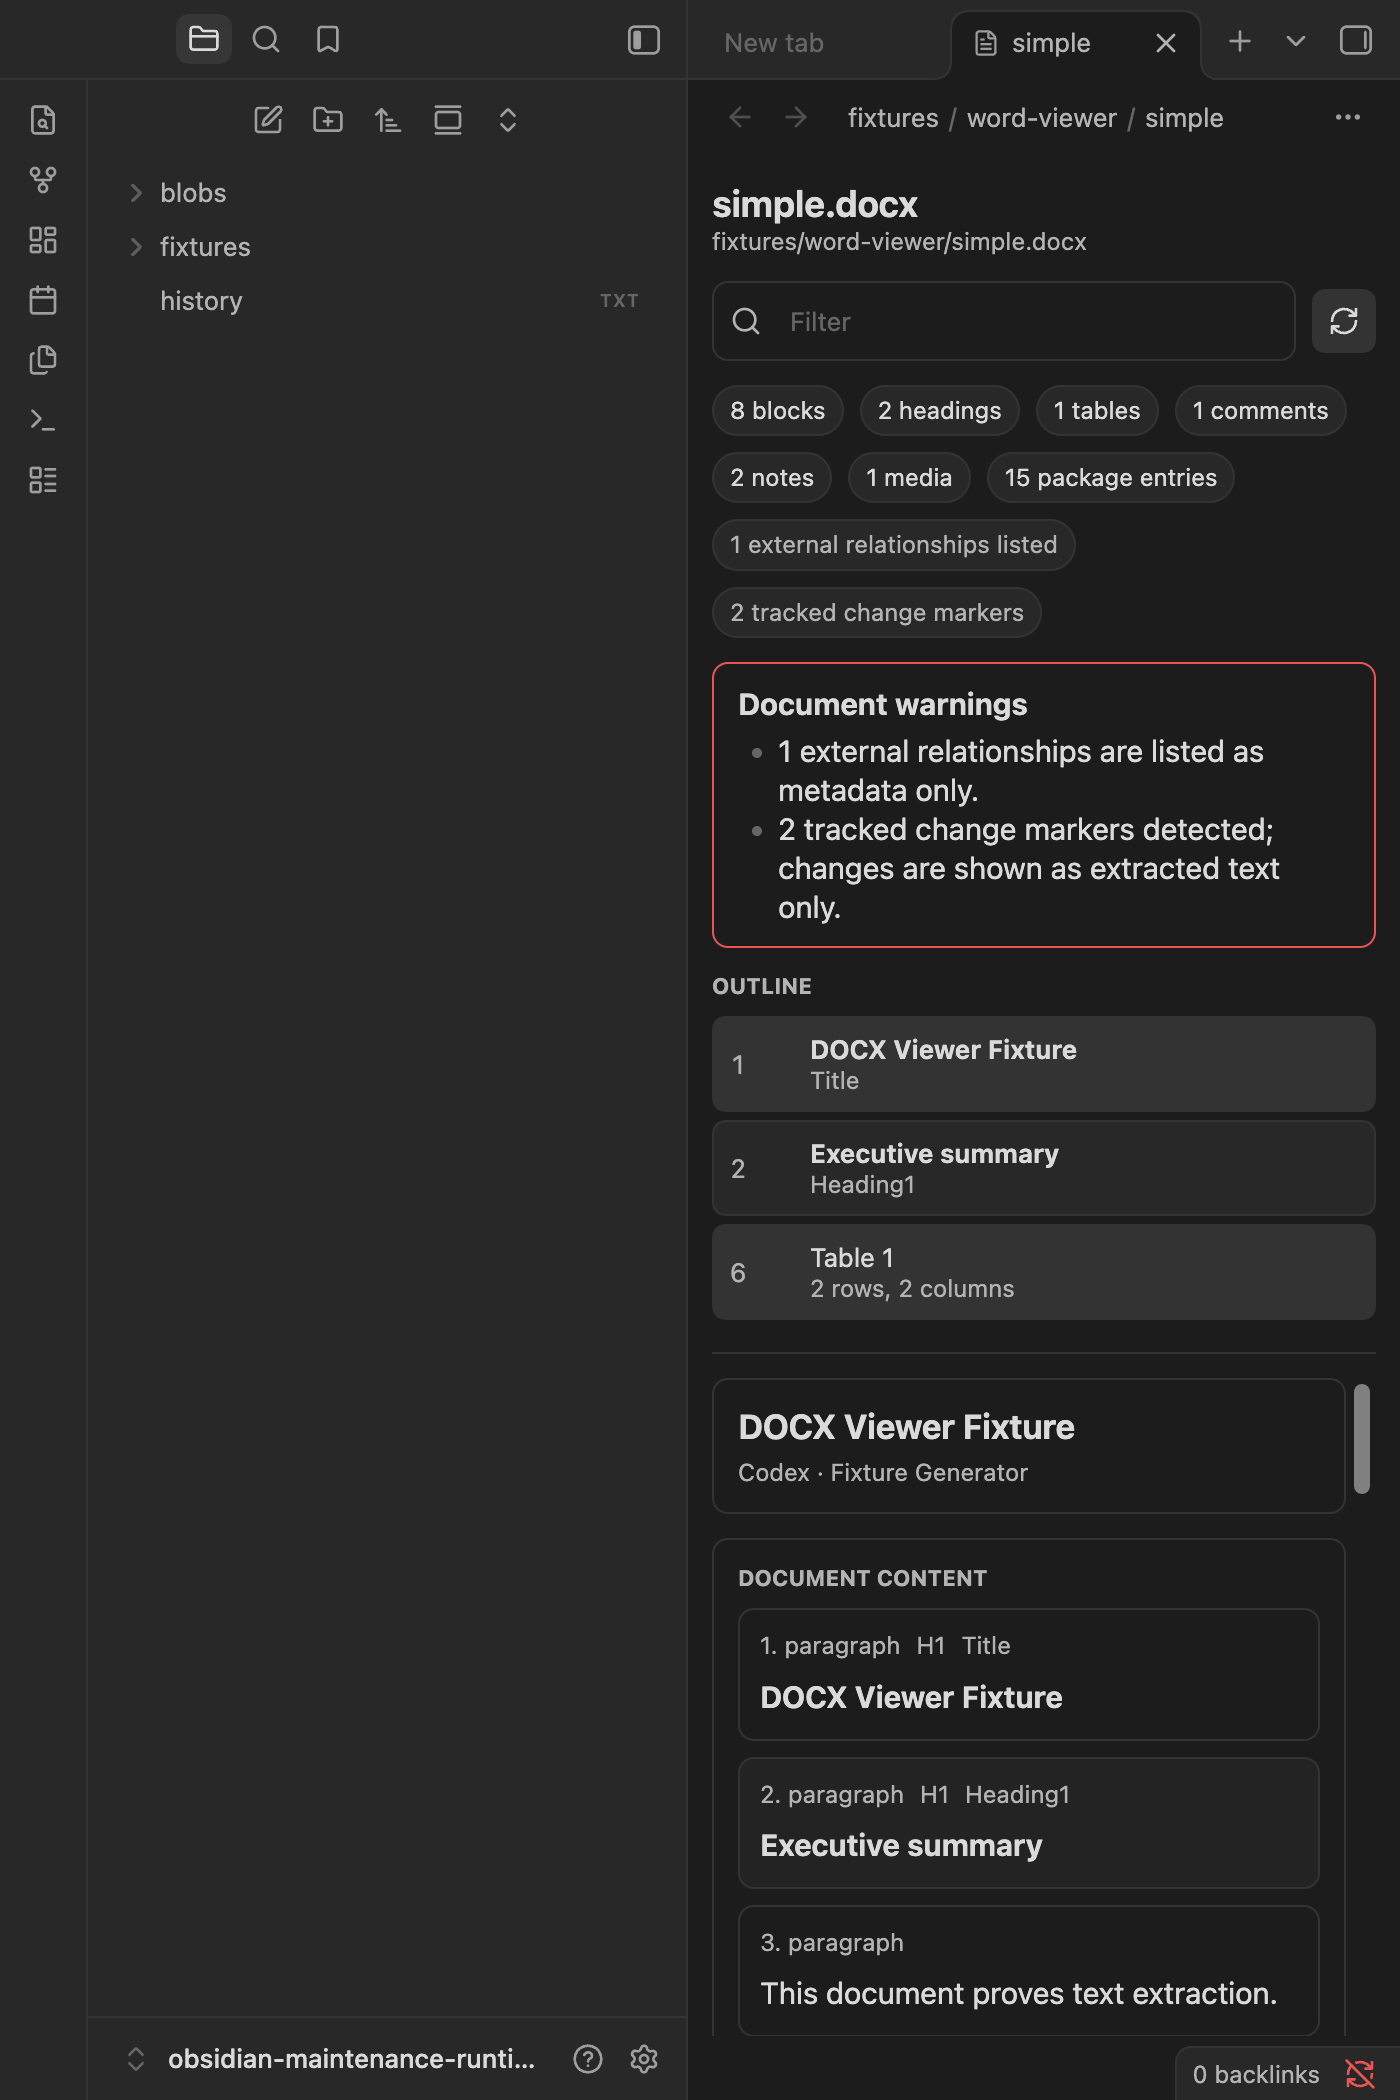 New tab
simple
fixtures / word-viewer / simple
blobs
fixtures
history
TXT
simple.docx
fixtures/word-viewer/simple.docx
Filter
8 blocks
2 headings
1 tables
1 comments
2 notes
1 media
15 package entries
1 external relationships listed
2 tracked change markers
Document warnings
1 external relationships are listed as
metadata only.
2 tracked change markers detected;
changes are shown as extracted text
only.
OUTLINE
1
DOCX Viewer Fixture
Title
2
Executive summary
Heading1
6
Table 1
2 rows, 2 columns
DOCX Viewer Fixture
Codex · Fixture Generator
DOCUMENT CONTENT
1. paragraph H1 Title
DOCX Viewer Fixture
2. paragraph H1 Heading1
Executive summary
3. paragraph
This document proves text extraction.
obsidian-maintenance-runti...
0 backlinks